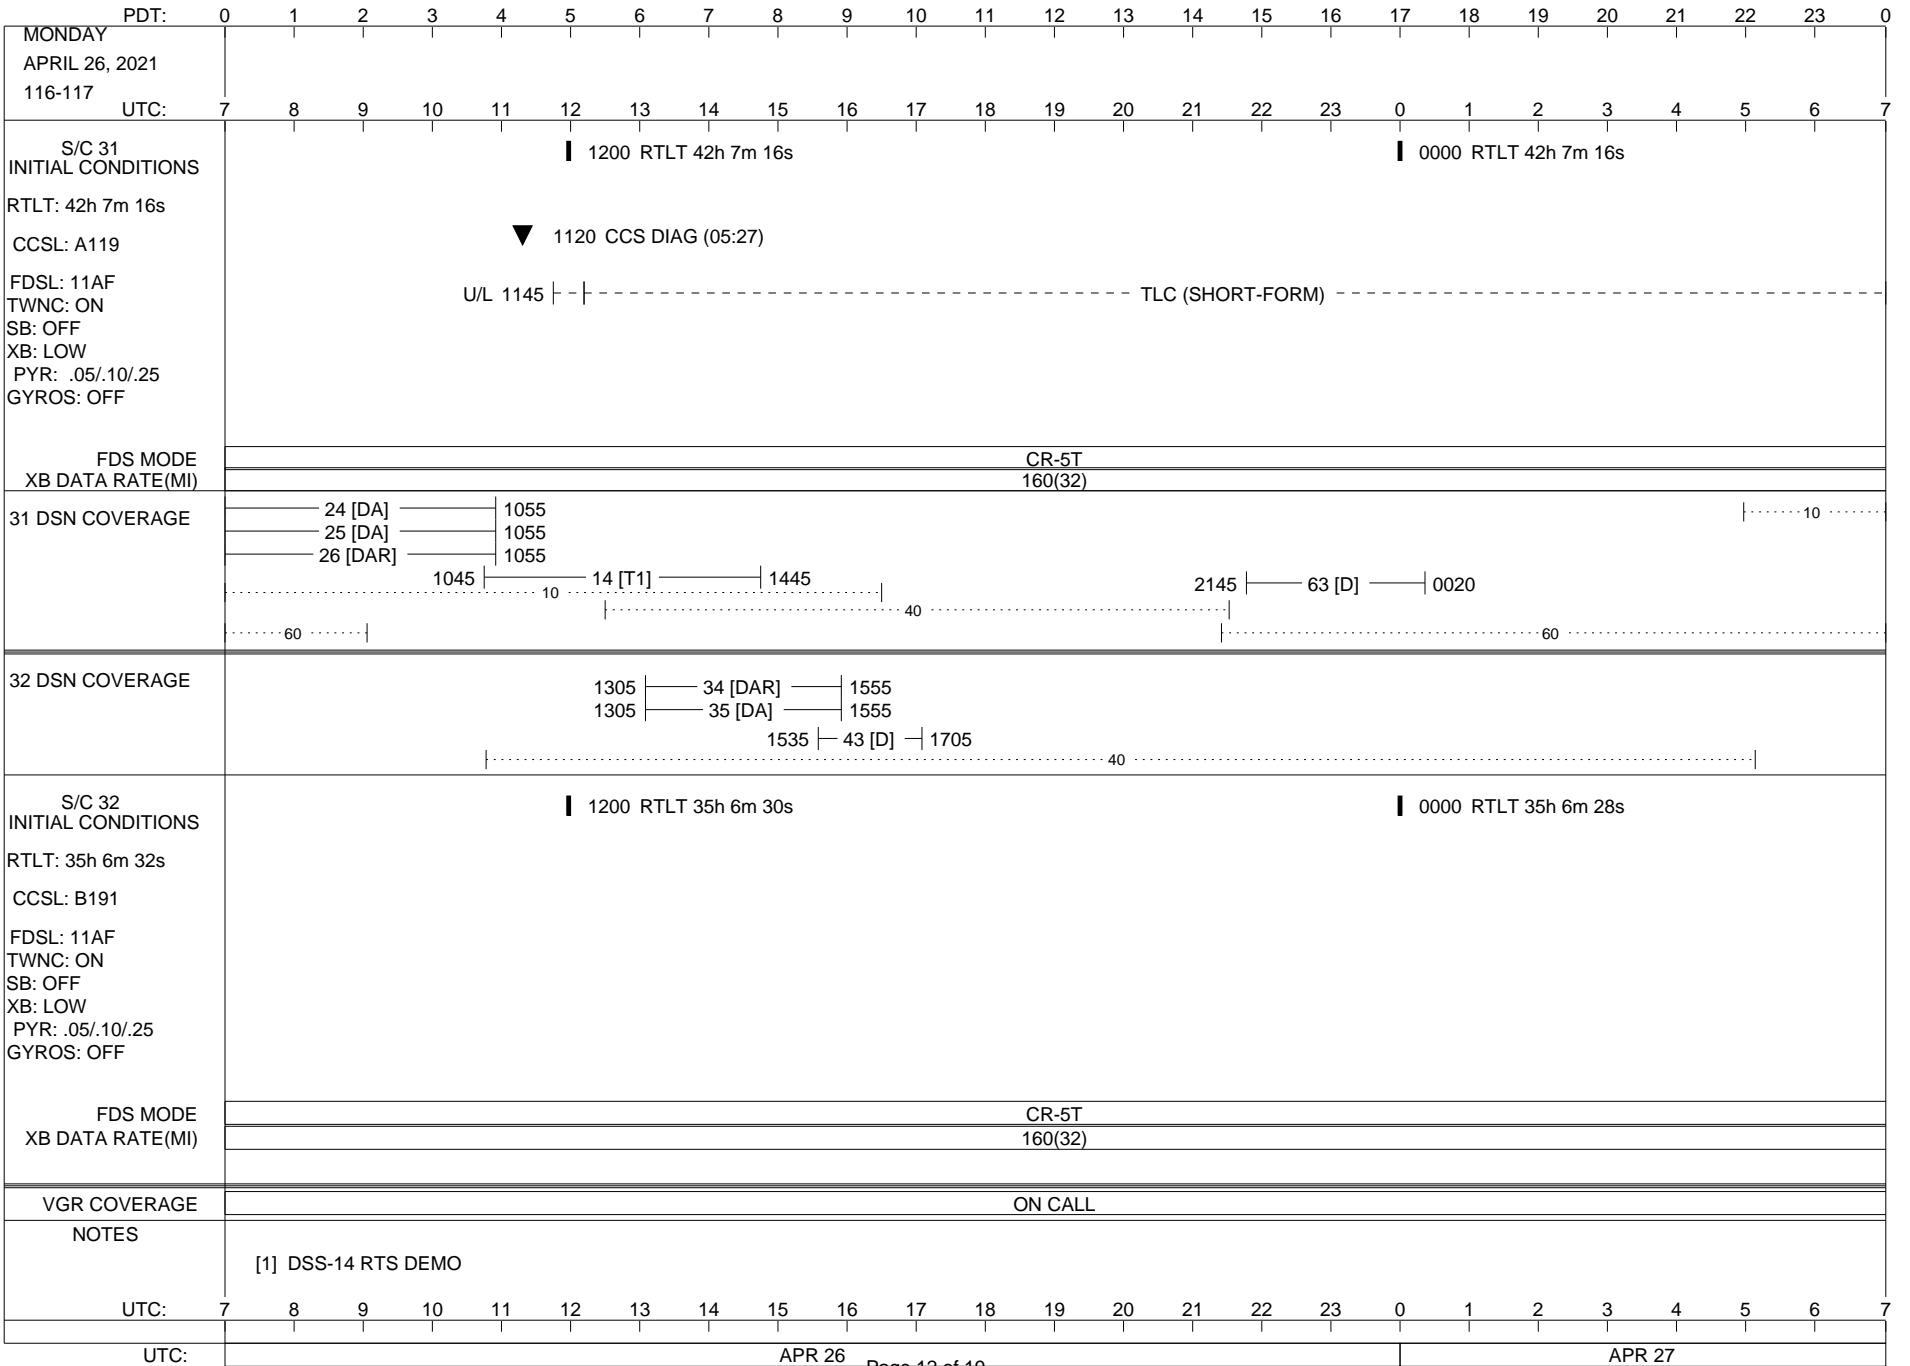 PDT: 0 1 2 3 4 5 6 7 8 9 10 11 12 13 14 15 16 17 18 19 20 21 22 23 0
MONDAY
APRIL 26, 2021
116-117
UTC: 7 8 9 10 11 12 13 14 15 16 17 18 19 20 21 22 23 0 1 2 3 4 5 6 7
S/C 31
INITIAL CONDITIONS
1200 RTLT 42h 7m 16s
0000 RTLT 42h 7m 16s
RTLT: 42h 7m 16s
CCSL: A119
1120 CCS DIAG (05:27)
FDSL: 11AF
U/L 1145
TLC (SHORT-FORM)
TWNC: ON
SB: OFF
XB: LOW
PYR: .05/.10/.25
GYROS: OFF
FDS MODE CR-5T
XB DATA RATE(MI) 160(32)
31 DSN COVERAGE
24 [DA] 1055
10
25 [DA] 1055
26 [DAR] 1055
1045 14 [T1] 1445
2145 63 [D] 0020
10
40
60
60
32 DSN COVERAGE
1305 34 [DAR] 1555
1305 35 [DA] 1555
1535 43 [D] 1705
40
S/C 32
INITIAL CONDITIONS
1200 RTLT 35h 6m 30s
0000 RTLT 35h 6m 28s
RTLT: 35h 6m 32s
CCSL: B191
FDSL: 11AF
TWNC: ON
SB: OFF
XB: LOW
PYR: .05/.10/.25
GYROS: OFF
FDS MODE CR-5T
XB DATA RATE(MI) 160(32)
VGR COVERAGE ON CALL
NOTES
[1] DSS-14 RTS DEMO
UTC: 7 8 9 10 11 12 13 14 15 16 17 18 19 20 21 22 23 0 1 2 3 4 5 6 7
UTC: APR 26 APR 27
Page 12 of 19